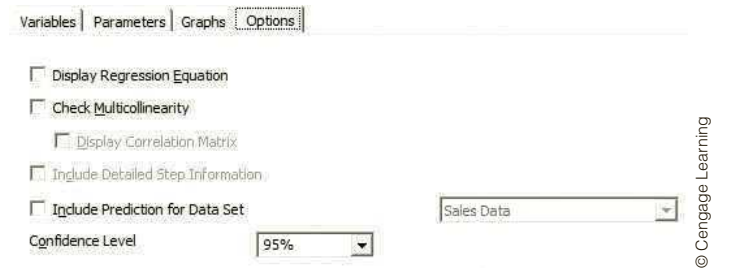 Variables Parameters Graphs Options
Display Regression Equation
Check Multicollinearity
Display Correlation Matrix
Include Detailed Step Information
Include Prediction for Data Set Sales Data
Confidence Level 95%
© Cengage Learning